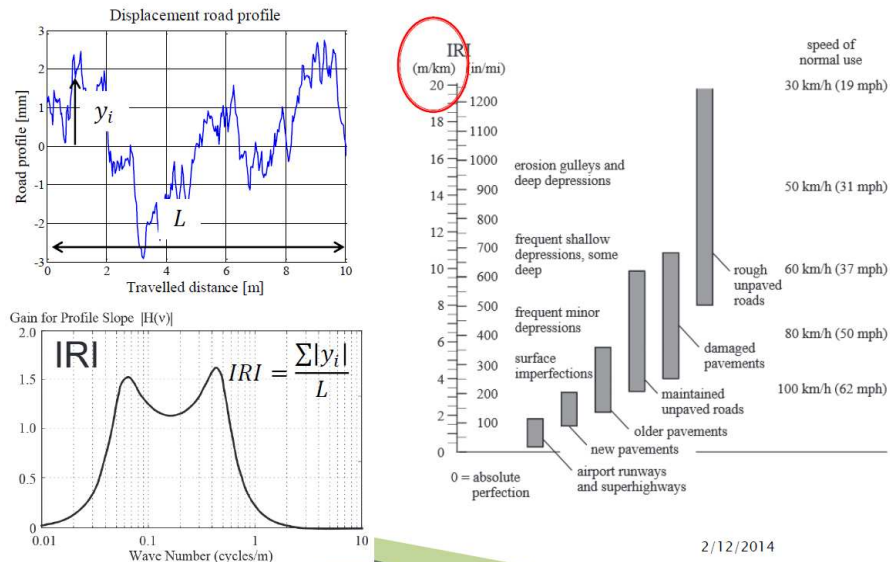 Displacement road profile
Road profile [mm]
3
2
1
0
-1
-2
-3
y_i
L
0
2
4
6
8
10
Travelled distance [m]
Gain for Profile Slope |H(ν)|
2.0
1.5
1.0
0.5
0
IRI
IRI = Σ|y_i| / L
0.01
0.1
1
10
Wave Number (cycles/m)
IRI
(m/km) (in/mi)
20
18
16
14
12
10
8
6
4
2
0
1200
1100
1000
900
800
700
600
500
400
300
200
100
erosion gulleys and
deep depressions
frequent shallow
depressions, some
deep
frequent minor
depressions
surface
imperfections
0 = absolute
perfection
airport runways
and superhighways
new pavements
older pavements
maintained
unpaved roads
damaged
pavements
rough
unpaved
roads
speed of
normal use
30 km/h (19 mph)
50 km/h (31 mph)
60 km/h (37 mph)
80 km/h (50 mph)
100 km/h (62 mph)
2/12/2014